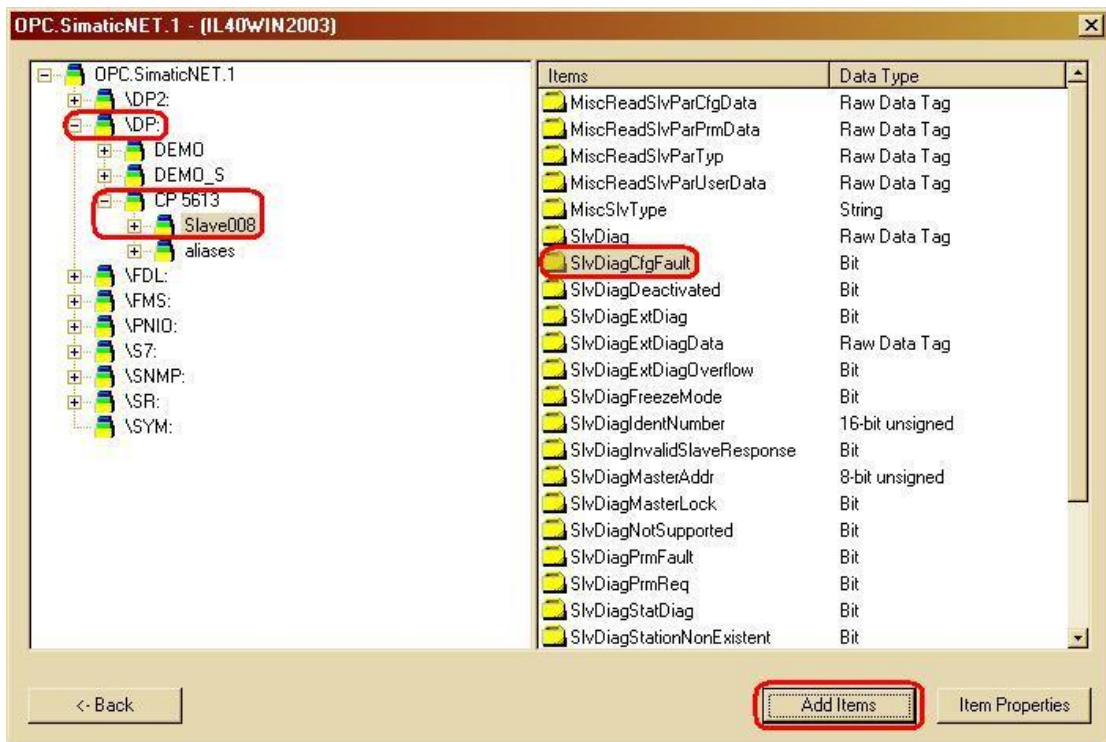 OPC.SimaticNET.1 - (IL40WIN2003)
OPC.SimaticNET.1
\DP2:
\DP:
DEMO
DEMO_S
CP 5613
Slave008
aliases
\FDL:
\FMS:
\PNIO:
\S7:
\SNMP:
\SR:
\SYM:
Items Data Type
MiscReadSlvParCfgData Raw Data Tag
MiscReadSlvParPrmData Raw Data Tag
MiscReadSlvParTyp Raw Data Tag
MiscReadSlvParUserData Raw Data Tag
MiscSlvType String
SlvDiag Raw Data Tag
SlvDiagCfgFault Bit
SlvDiagDeactivated Bit
SlvDiagExtDiag Bit
SlvDiagExtDiagData Raw Data Tag
SlvDiagExtDiagOverflow Bit
SlvDiagFreezeMode Bit
SlvDiagIdentNumber 16-bit unsigned
SlvDiagInvalidSlaveResponse Bit
SlvDiagMasterAddr 8-bit unsigned
SlvDiagMasterLock Bit
SlvDiagNotSupported Bit
SlvDiagPrmFault Bit
SlvDiagPrmReq Bit
SlvDiagStatDiag Bit
SlvDiagStationNonExistent Bit
<- Back
Add Items
Item Properties